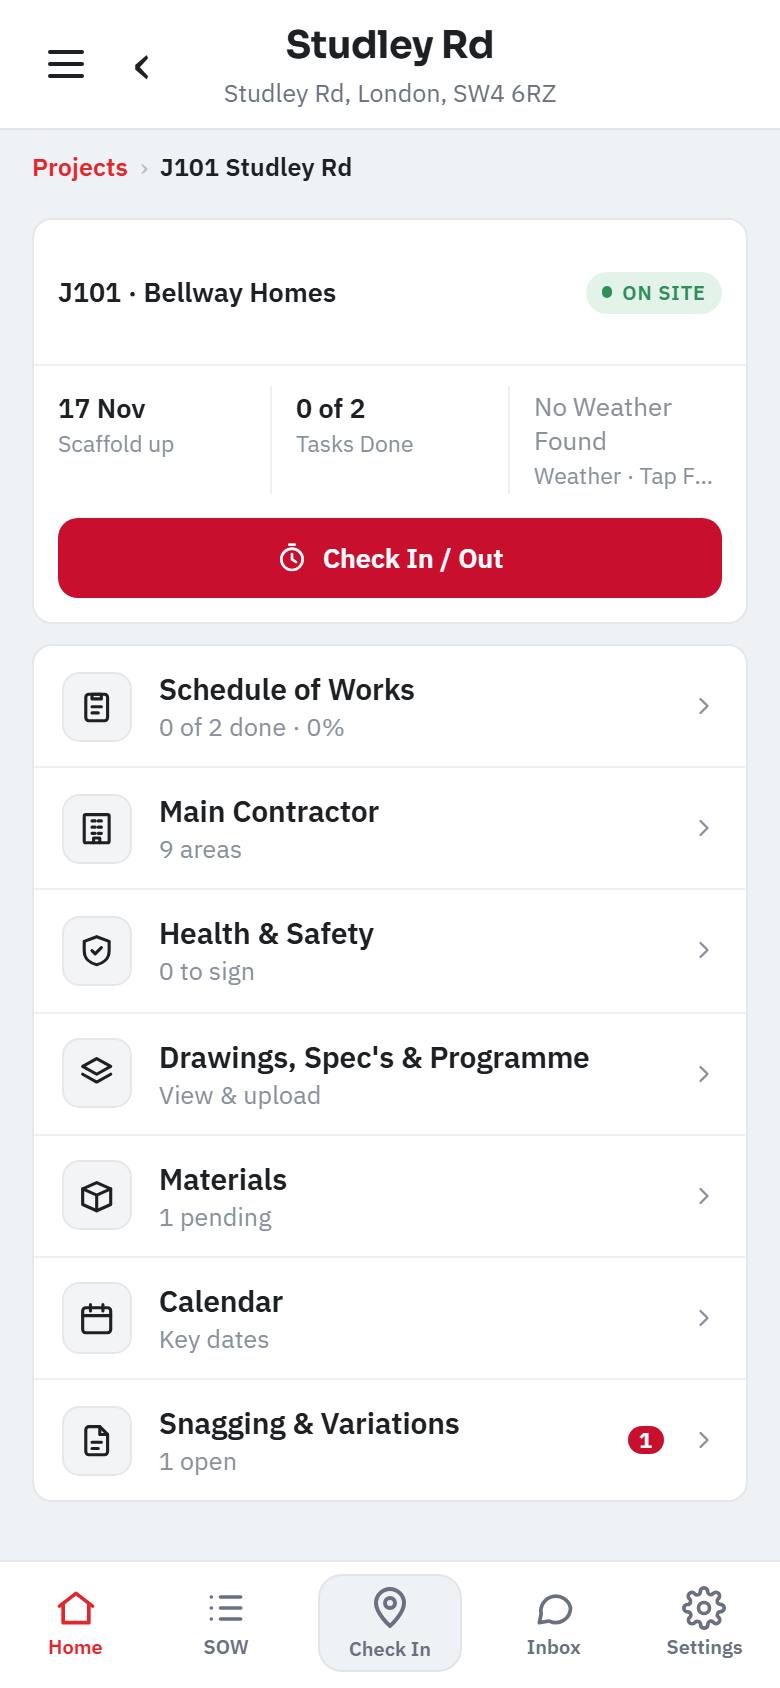 Studley Rd
Studley Rd, London, SW4 6RZ
Projects › J101 Studley Rd
J101 · Bellway Homes
ON SITE
17 Nov
Scaffold up
0 of 2
Tasks Done
No Weather
Found
Weather · Tap F...
Check In / Out
Schedule of Works
0 of 2 done · 0%
Main Contractor
9 areas
Health & Safety
0 to sign
Drawings, Spec's & Programme
View & upload
Materials
1 pending
Calendar
Key dates
Snagging & Variations
1 open
1
Home
SOW
Check In
Inbox
Settings